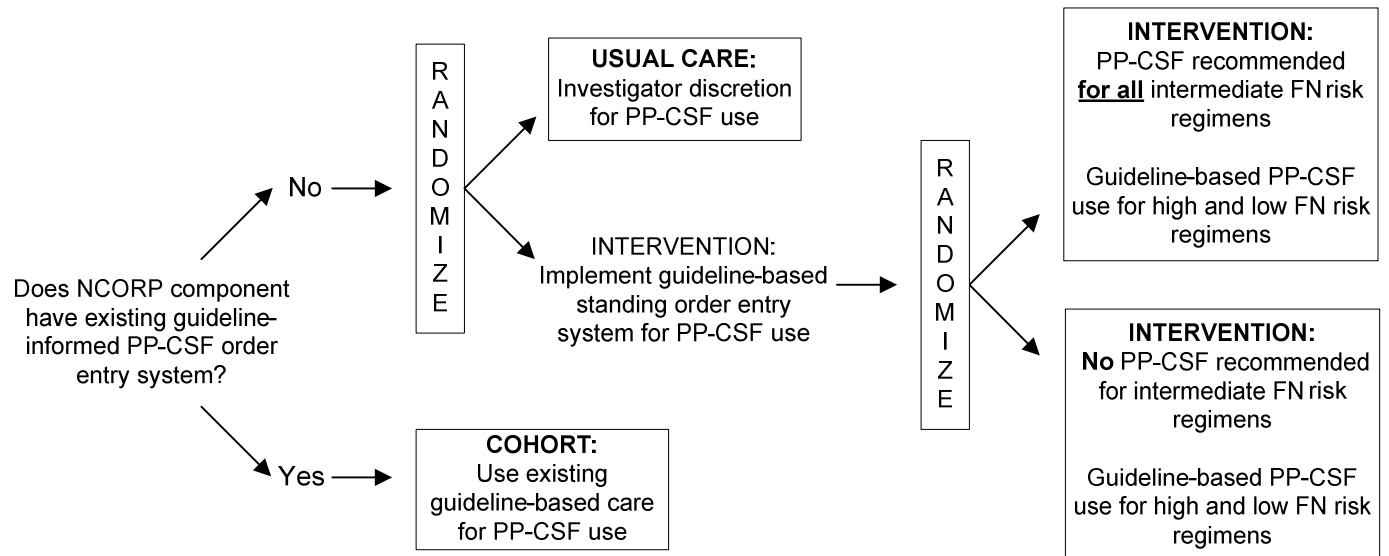 Does NCORP component
have existing guideline-
informed PP-CSF order
entry system?
No
Yes
R
A
N
D
O
M
I
Z
E
USUAL CARE:
Investigator discretion
for PP-CSF use
INTERVENTION:
Implement guideline-based
standing order entry
system for PP-CSF use
COHORT:
Use existing
guideline-based care
for PP-CSF use
R
A
N
D
O
M
I
Z
E
INTERVENTION:
PP-CSF recommended
for all intermediate FN risk
regimens
Guideline-based PP-CSF
use for high and low FN risk
regimens
INTERVENTION:
No PP-CSF recommended
for intermediate FN risk
regimens
Guideline-based PP-CSF
use for high and low FN risk
regimens